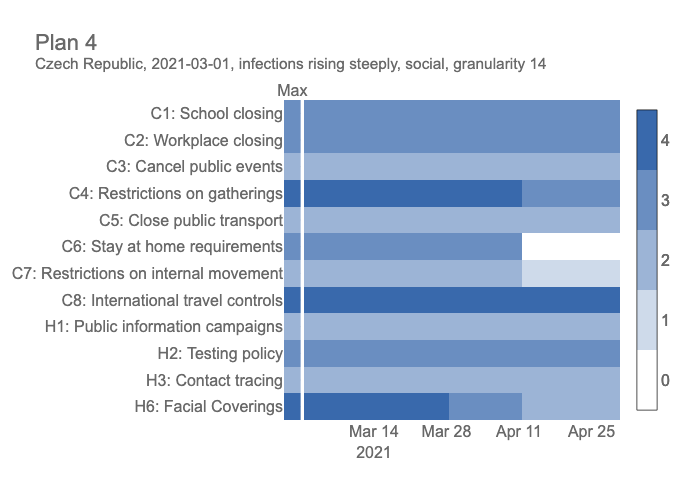 Plan 4
Czech Republic, 2021-03-01, infections rising steeply, social, granularity 14
Max
C1: School closing
C2: Workplace closing
C3: Cancel public events
C4: Restrictions on gatherings
C5: Close public transport
C6: Stay at home requirements
C7: Restrictions on internal movement
C8: International travel controls
H1: Public information campaigns
H2: Testing policy
H3: Contact tracing
H6: Facial Coverings
Mar 14 Mar 28 Apr 11 Apr 25
2021
4
3
2
1
0